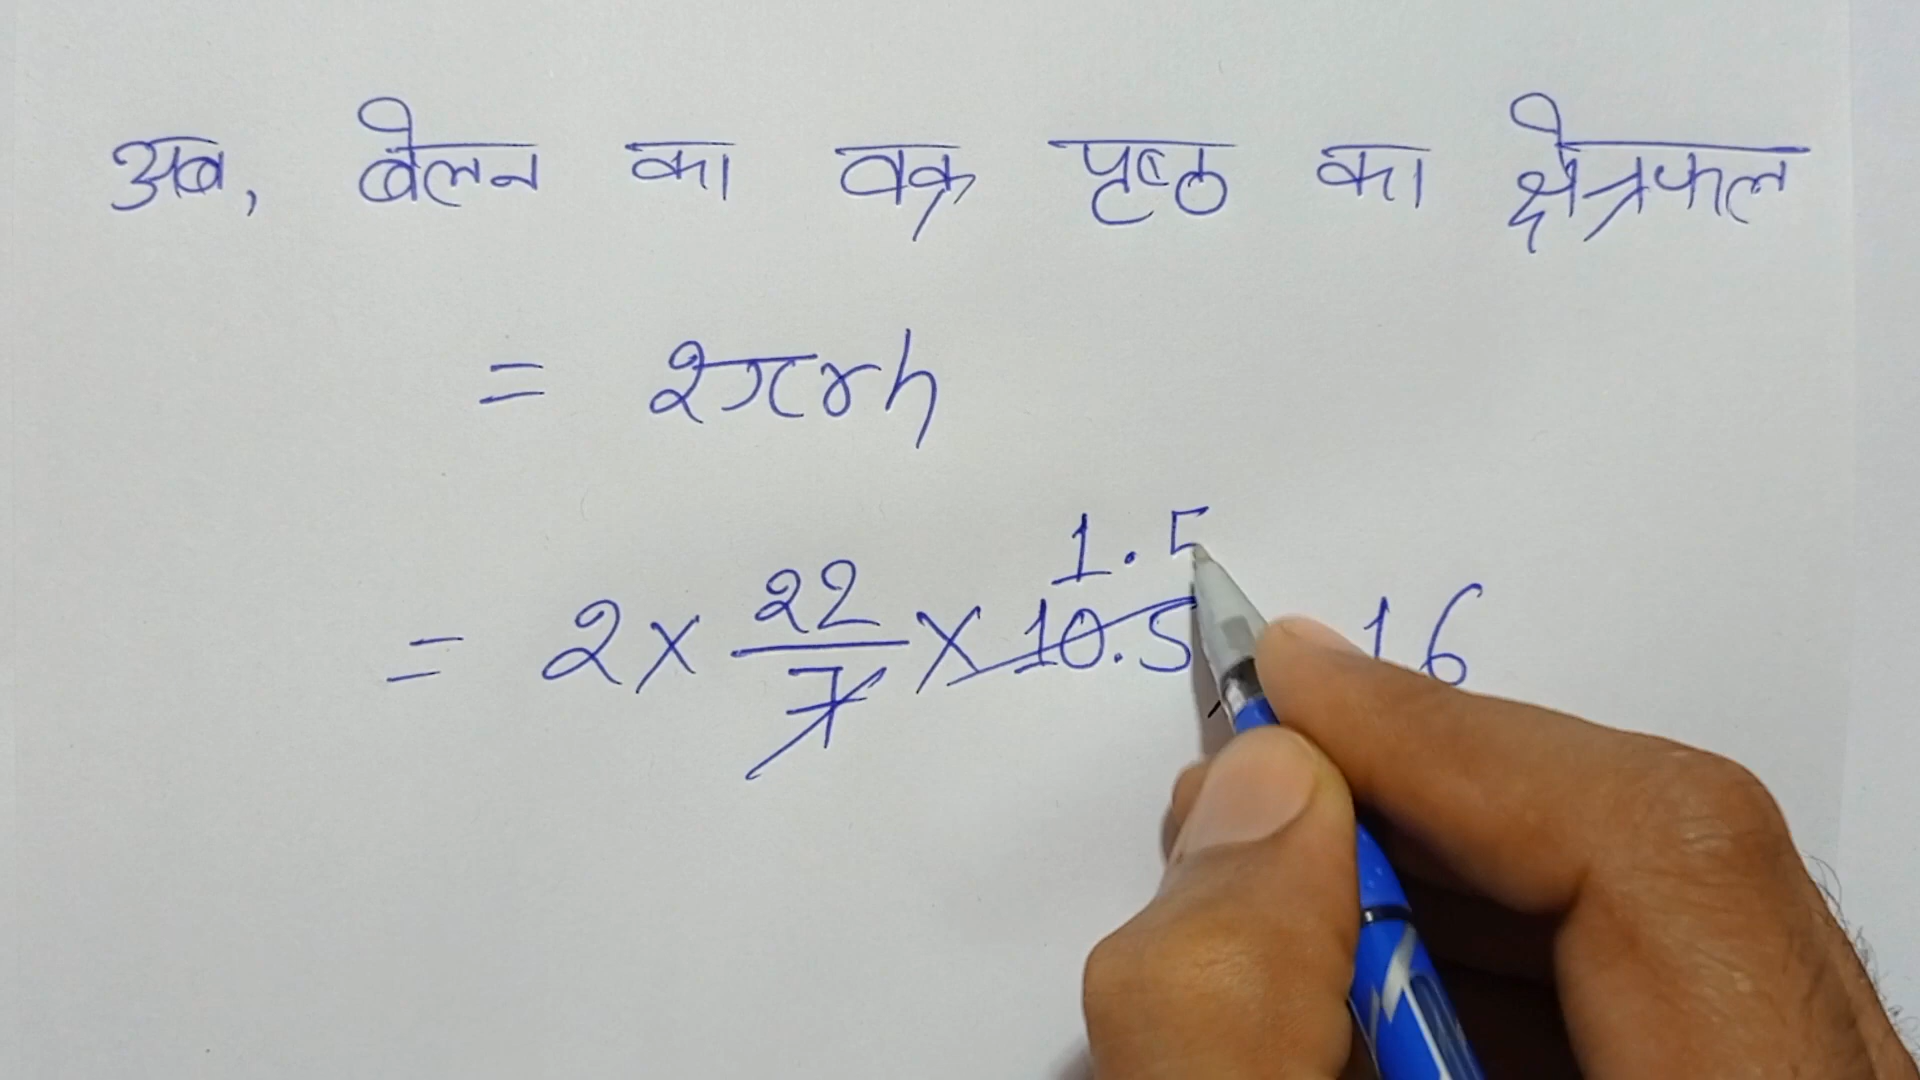 अब, बेलन का वक्र पृष्ठ का क्षेत्रफल
= 2πrh
1.5
= 2 × 22/7 × 10.5 16